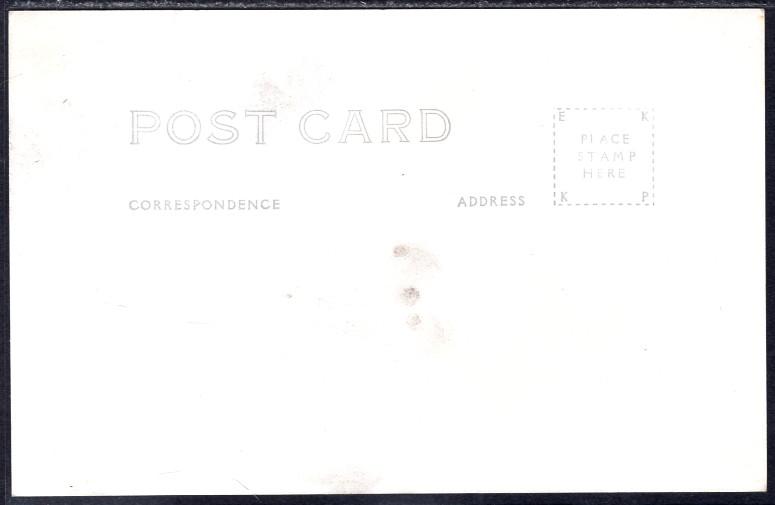 POST CARD
E K
PLACE
STAMP
HERE
K P
CORRESPONDENCE
ADDRESS